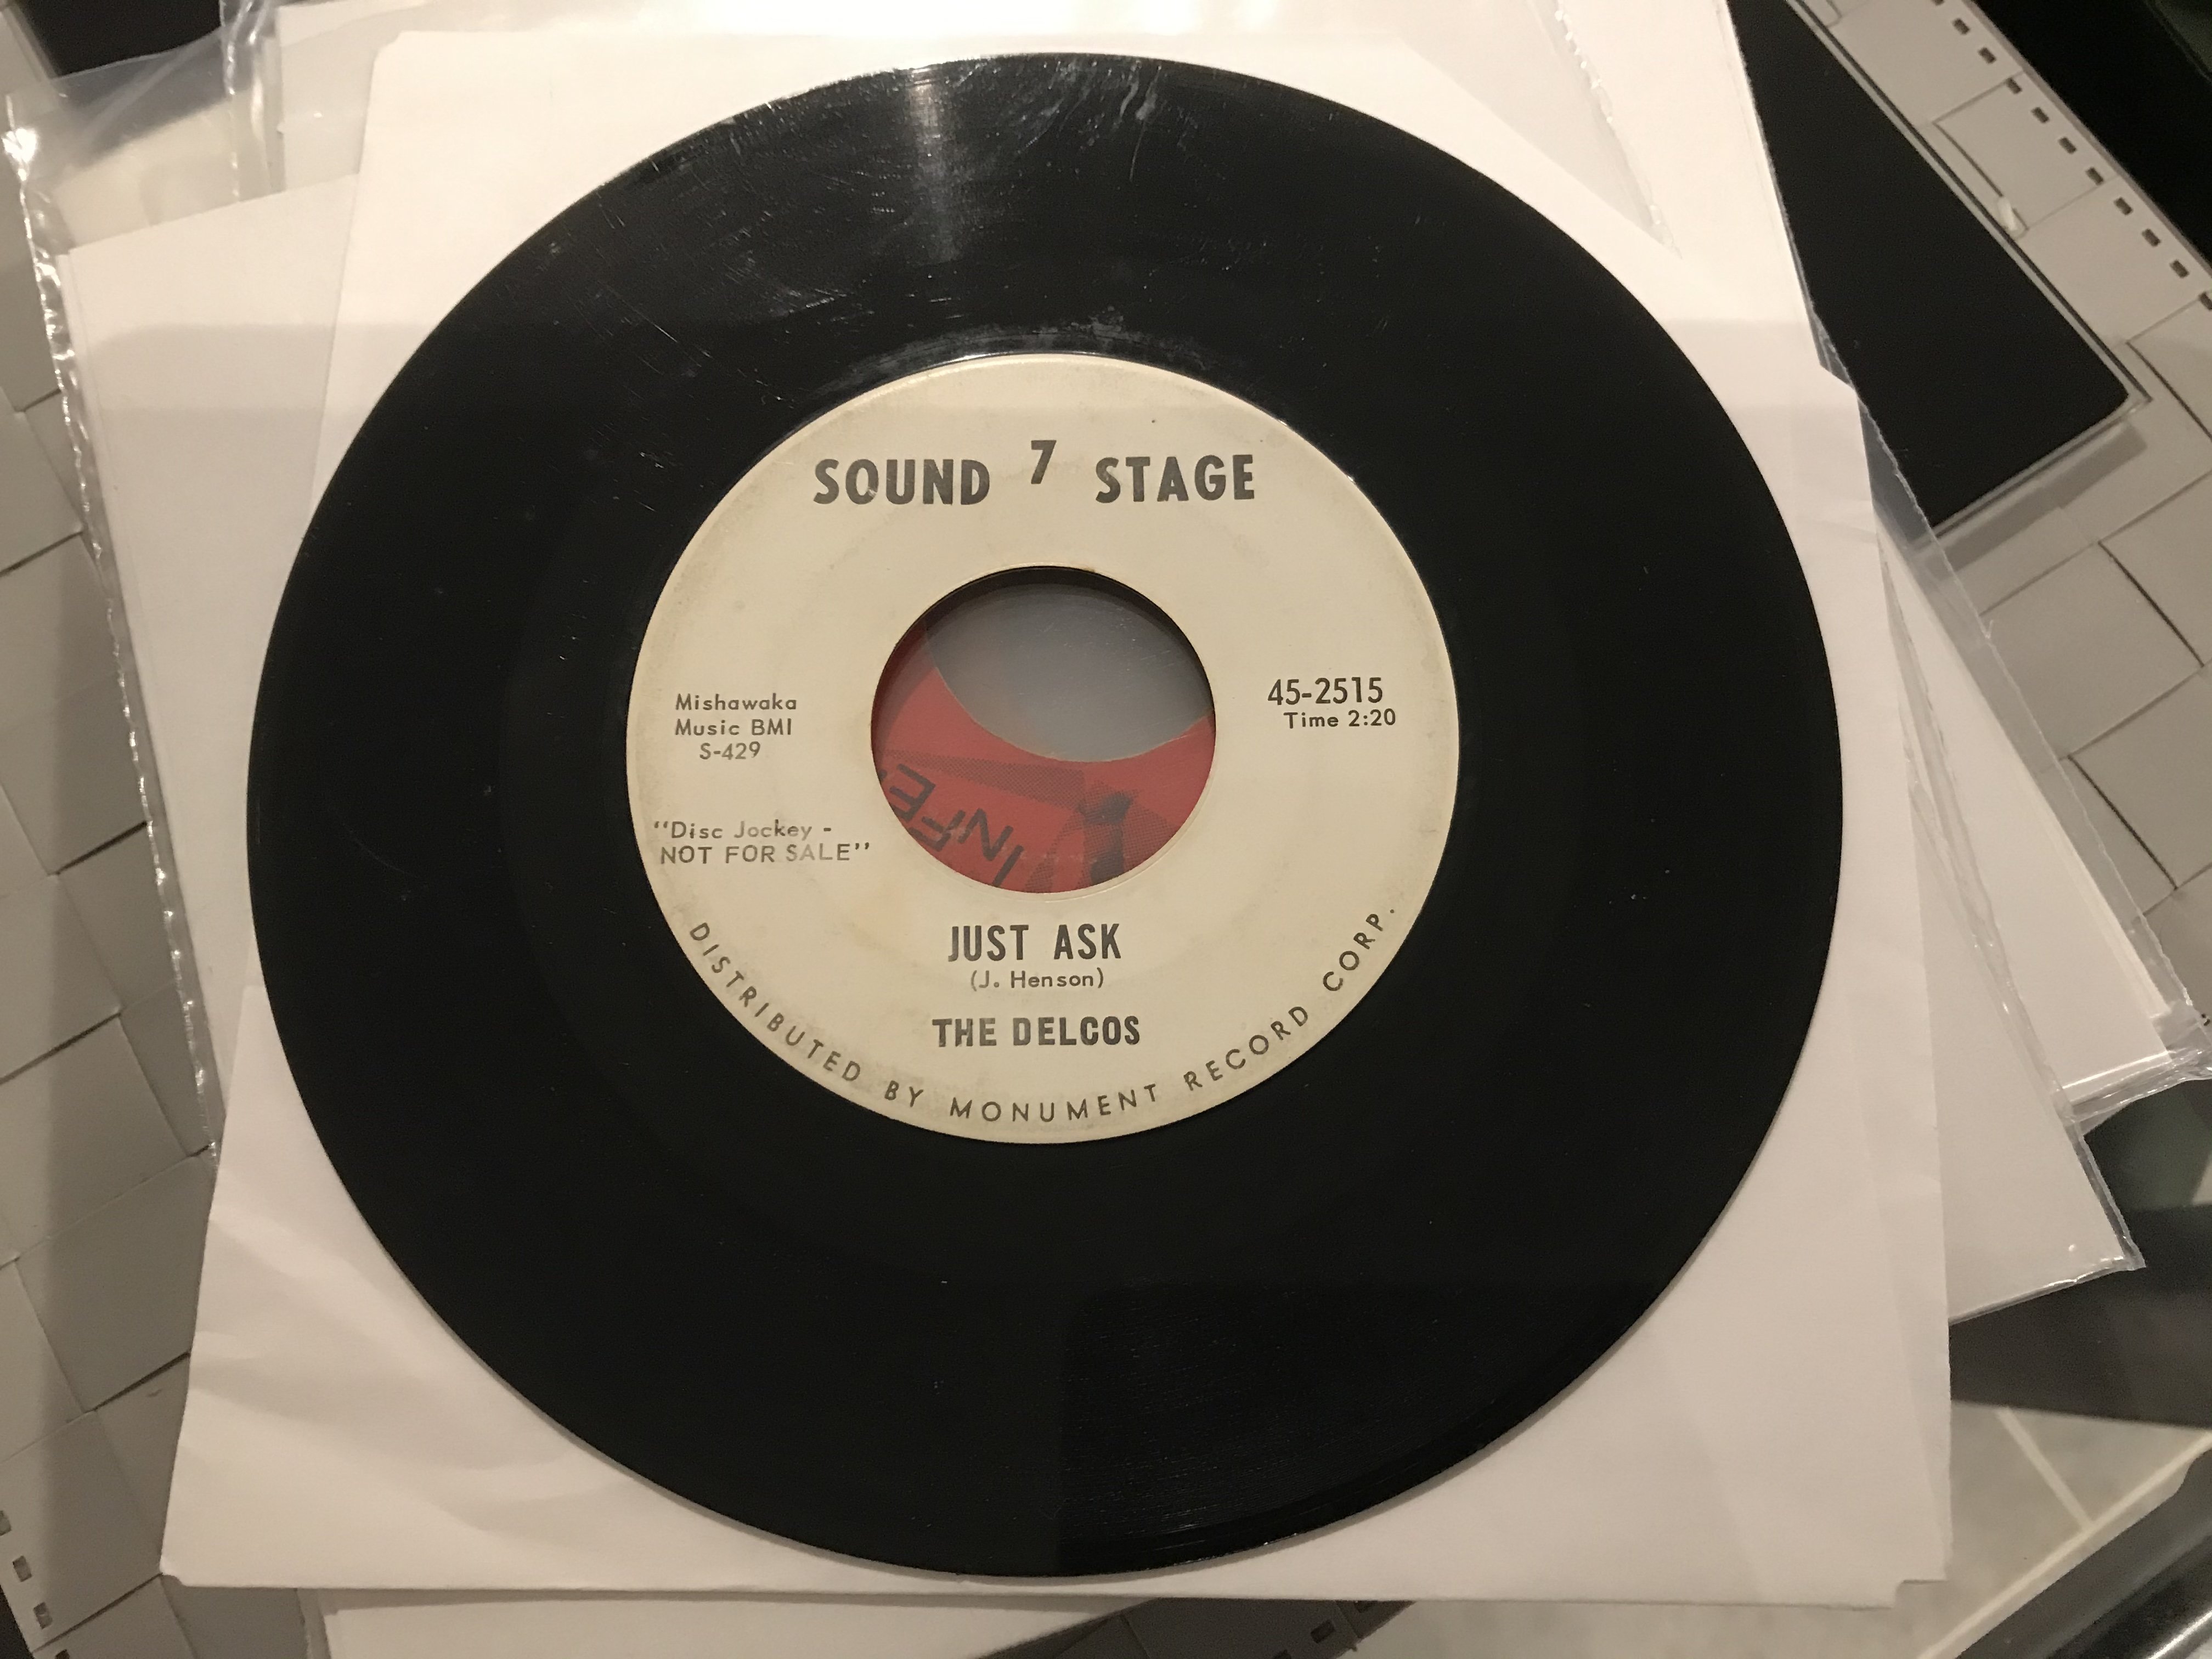 SOUND 7 STAGE
Mishawaka
Music BMI
S-429
45-2515
Time 2:20
"Disc Jockey -
NOT FOR SALE"
JUST ASK
(J. Henson)
THE DELCOS
DISTRIBUTED BY MONUMENT RECORD CORP.